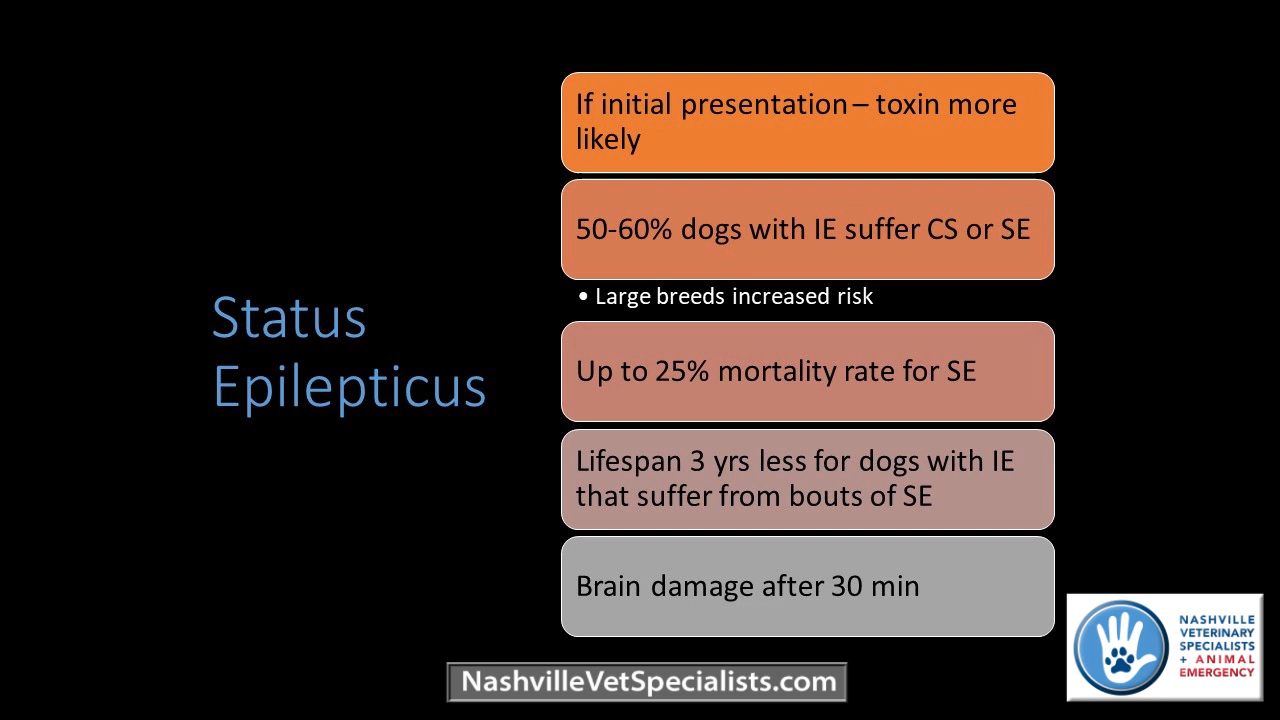 Status
Epilepticus
If initial presentation – toxin more
likely
50-60% dogs with IE suffer CS or SE
• Large breeds increased risk
Up to 25% mortality rate for SE
Lifespan 3 yrs less for dogs with IE
that suffer from bouts of SE
Brain damage after 30 min
NashvilleVetSpecialists.com
NASHVILLE
VETERINARY
SPECIALISTS
+ ANIMAL
EMERGENCY